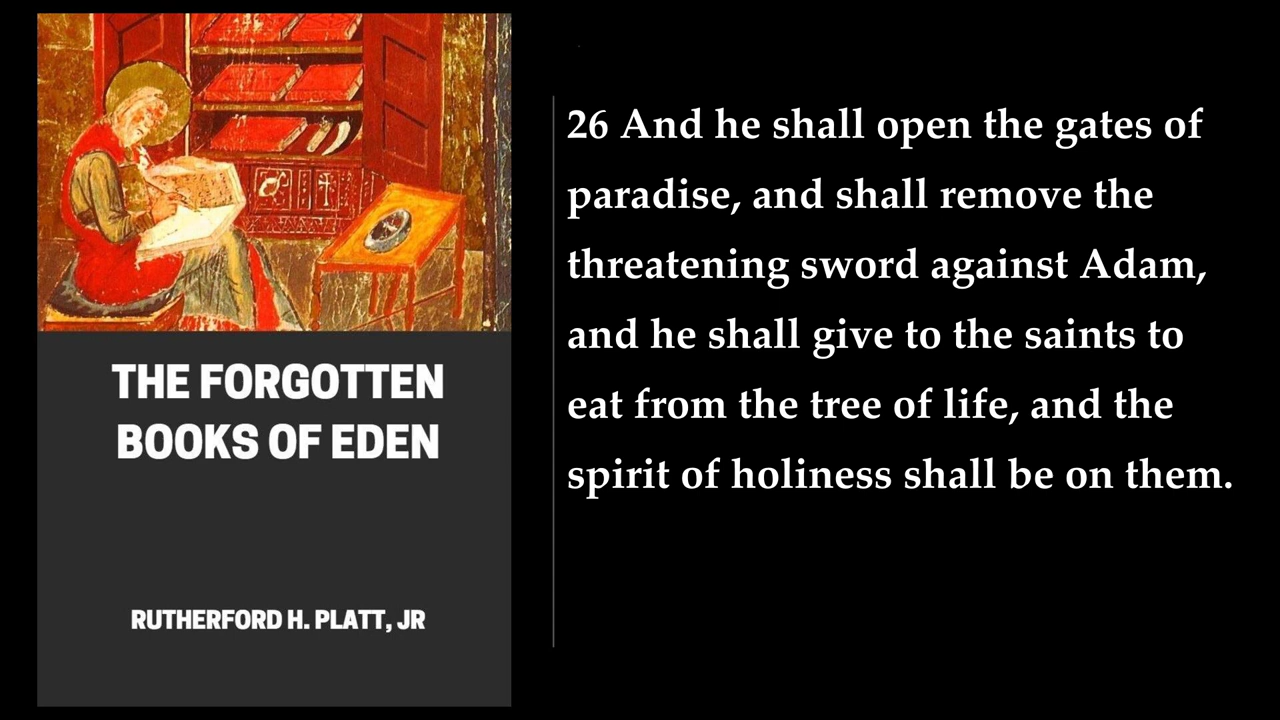 THE FORGOTTEN
BOOKS OF EDEN
RUTHERFORD H. PLATT, JR
26 And he shall open the gates of
paradise, and shall remove the
threatening sword against Adam,
and he shall give to the saints to
eat from the tree of life, and the
spirit of holiness shall be on them.